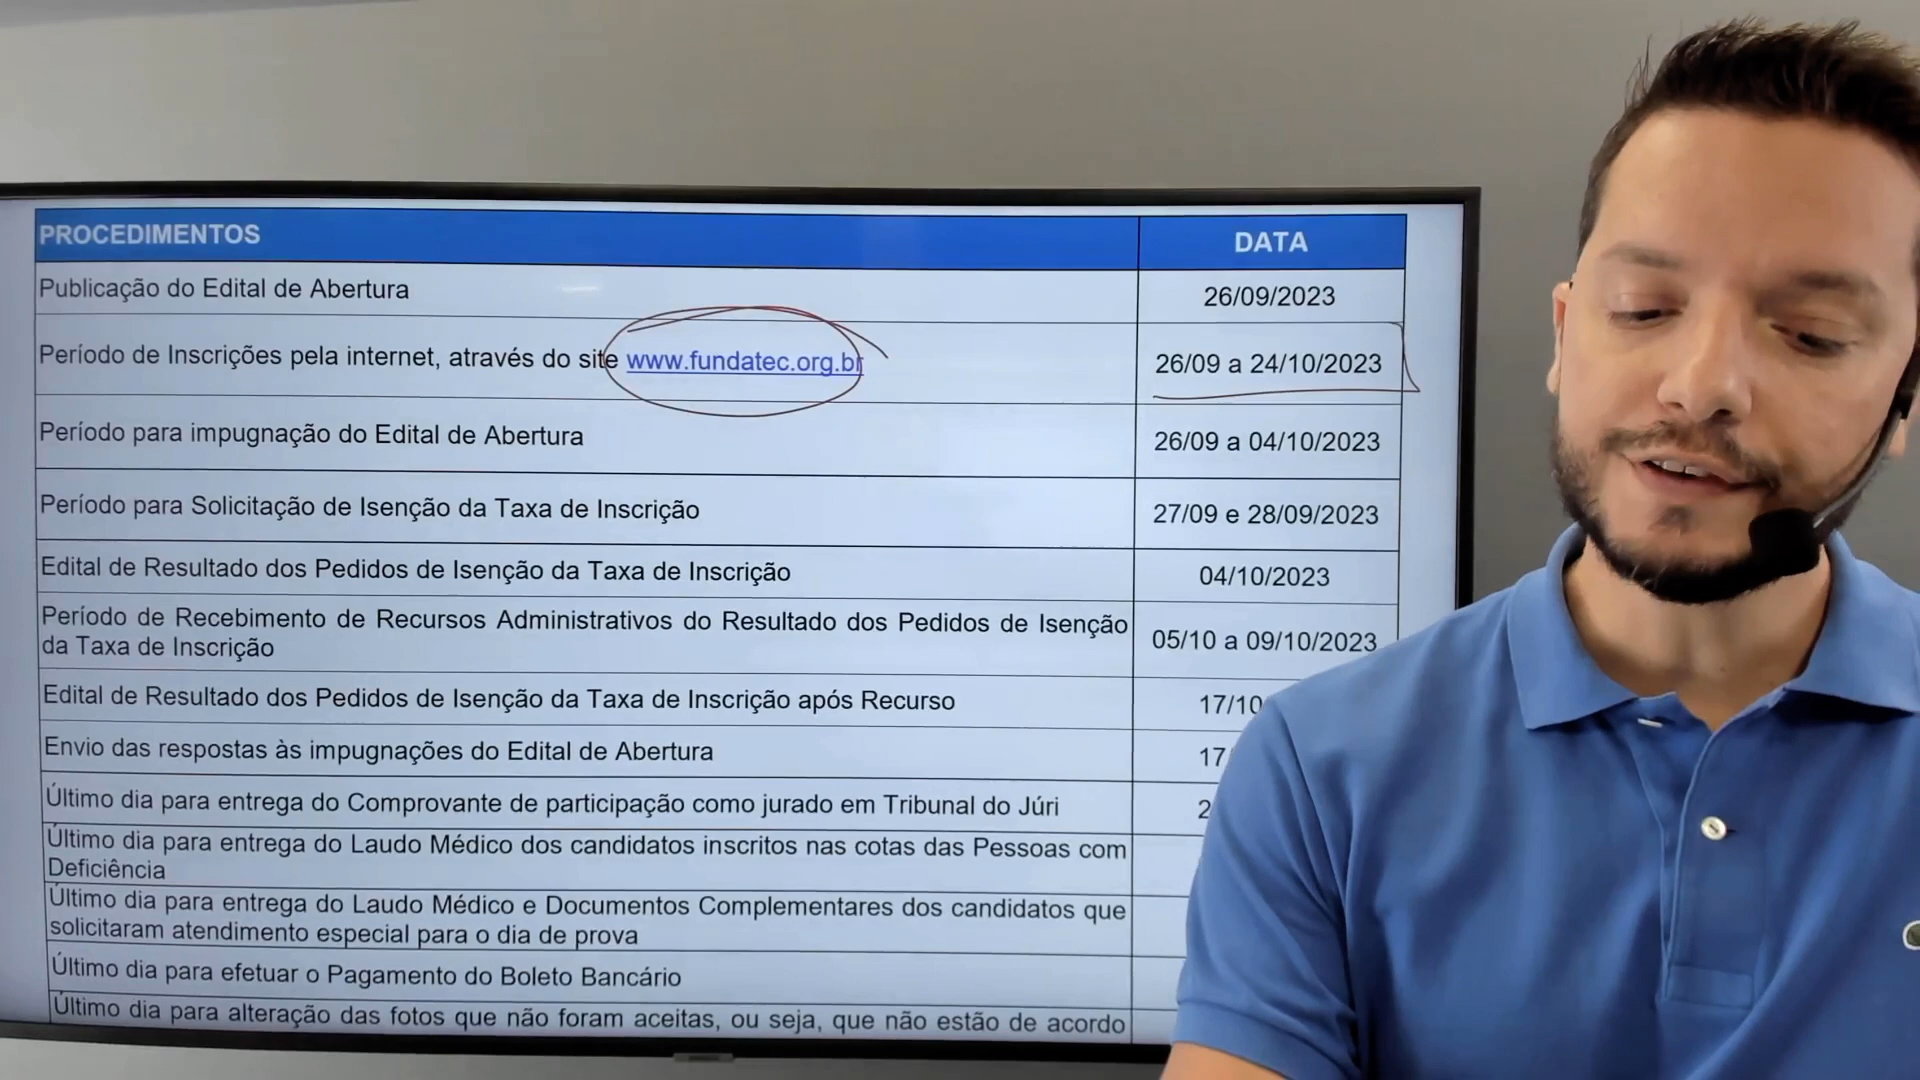 PROCEDIMENTOS DATA
Publicação do Edital de Abertura 26/09/2023
Período de Inscrições pela internet, através do site www.fundatec.org.br 26/09 a 24/10/2023
Período para impugnação do Edital de Abertura 26/09 a 04/10/2023
Período para Solicitação de Isenção da Taxa de Inscrição 27/09 e 28/09/2023
Edital de Resultado dos Pedidos de Isenção da Taxa de Inscrição 04/10/2023
Período de Recebimento de Recursos Administrativos do Resultado dos Pedidos de Isenção
da Taxa de Inscrição 05/10 a 09/10/2023
Edital de Resultado dos Pedidos de Isenção da Taxa de Inscrição após Recurso 17/10
Envio das respostas às impugnações do Edital de Abertura 17/
Último dia para entrega do Comprovante de participação como jurado em Tribunal do Júri 2
Último dia para entrega do Laudo Médico dos candidatos inscritos nas cotas das Pessoas com
Deficiência
Último dia para entrega do Laudo Médico e Documentos Complementares dos candidatos que
solicitaram atendimento especial para o dia de prova
Último dia para efetuar o Pagamento do Boleto Bancário
Último dia para alteração das fotos que não foram aceitas, ou seja, que não estão de acordo